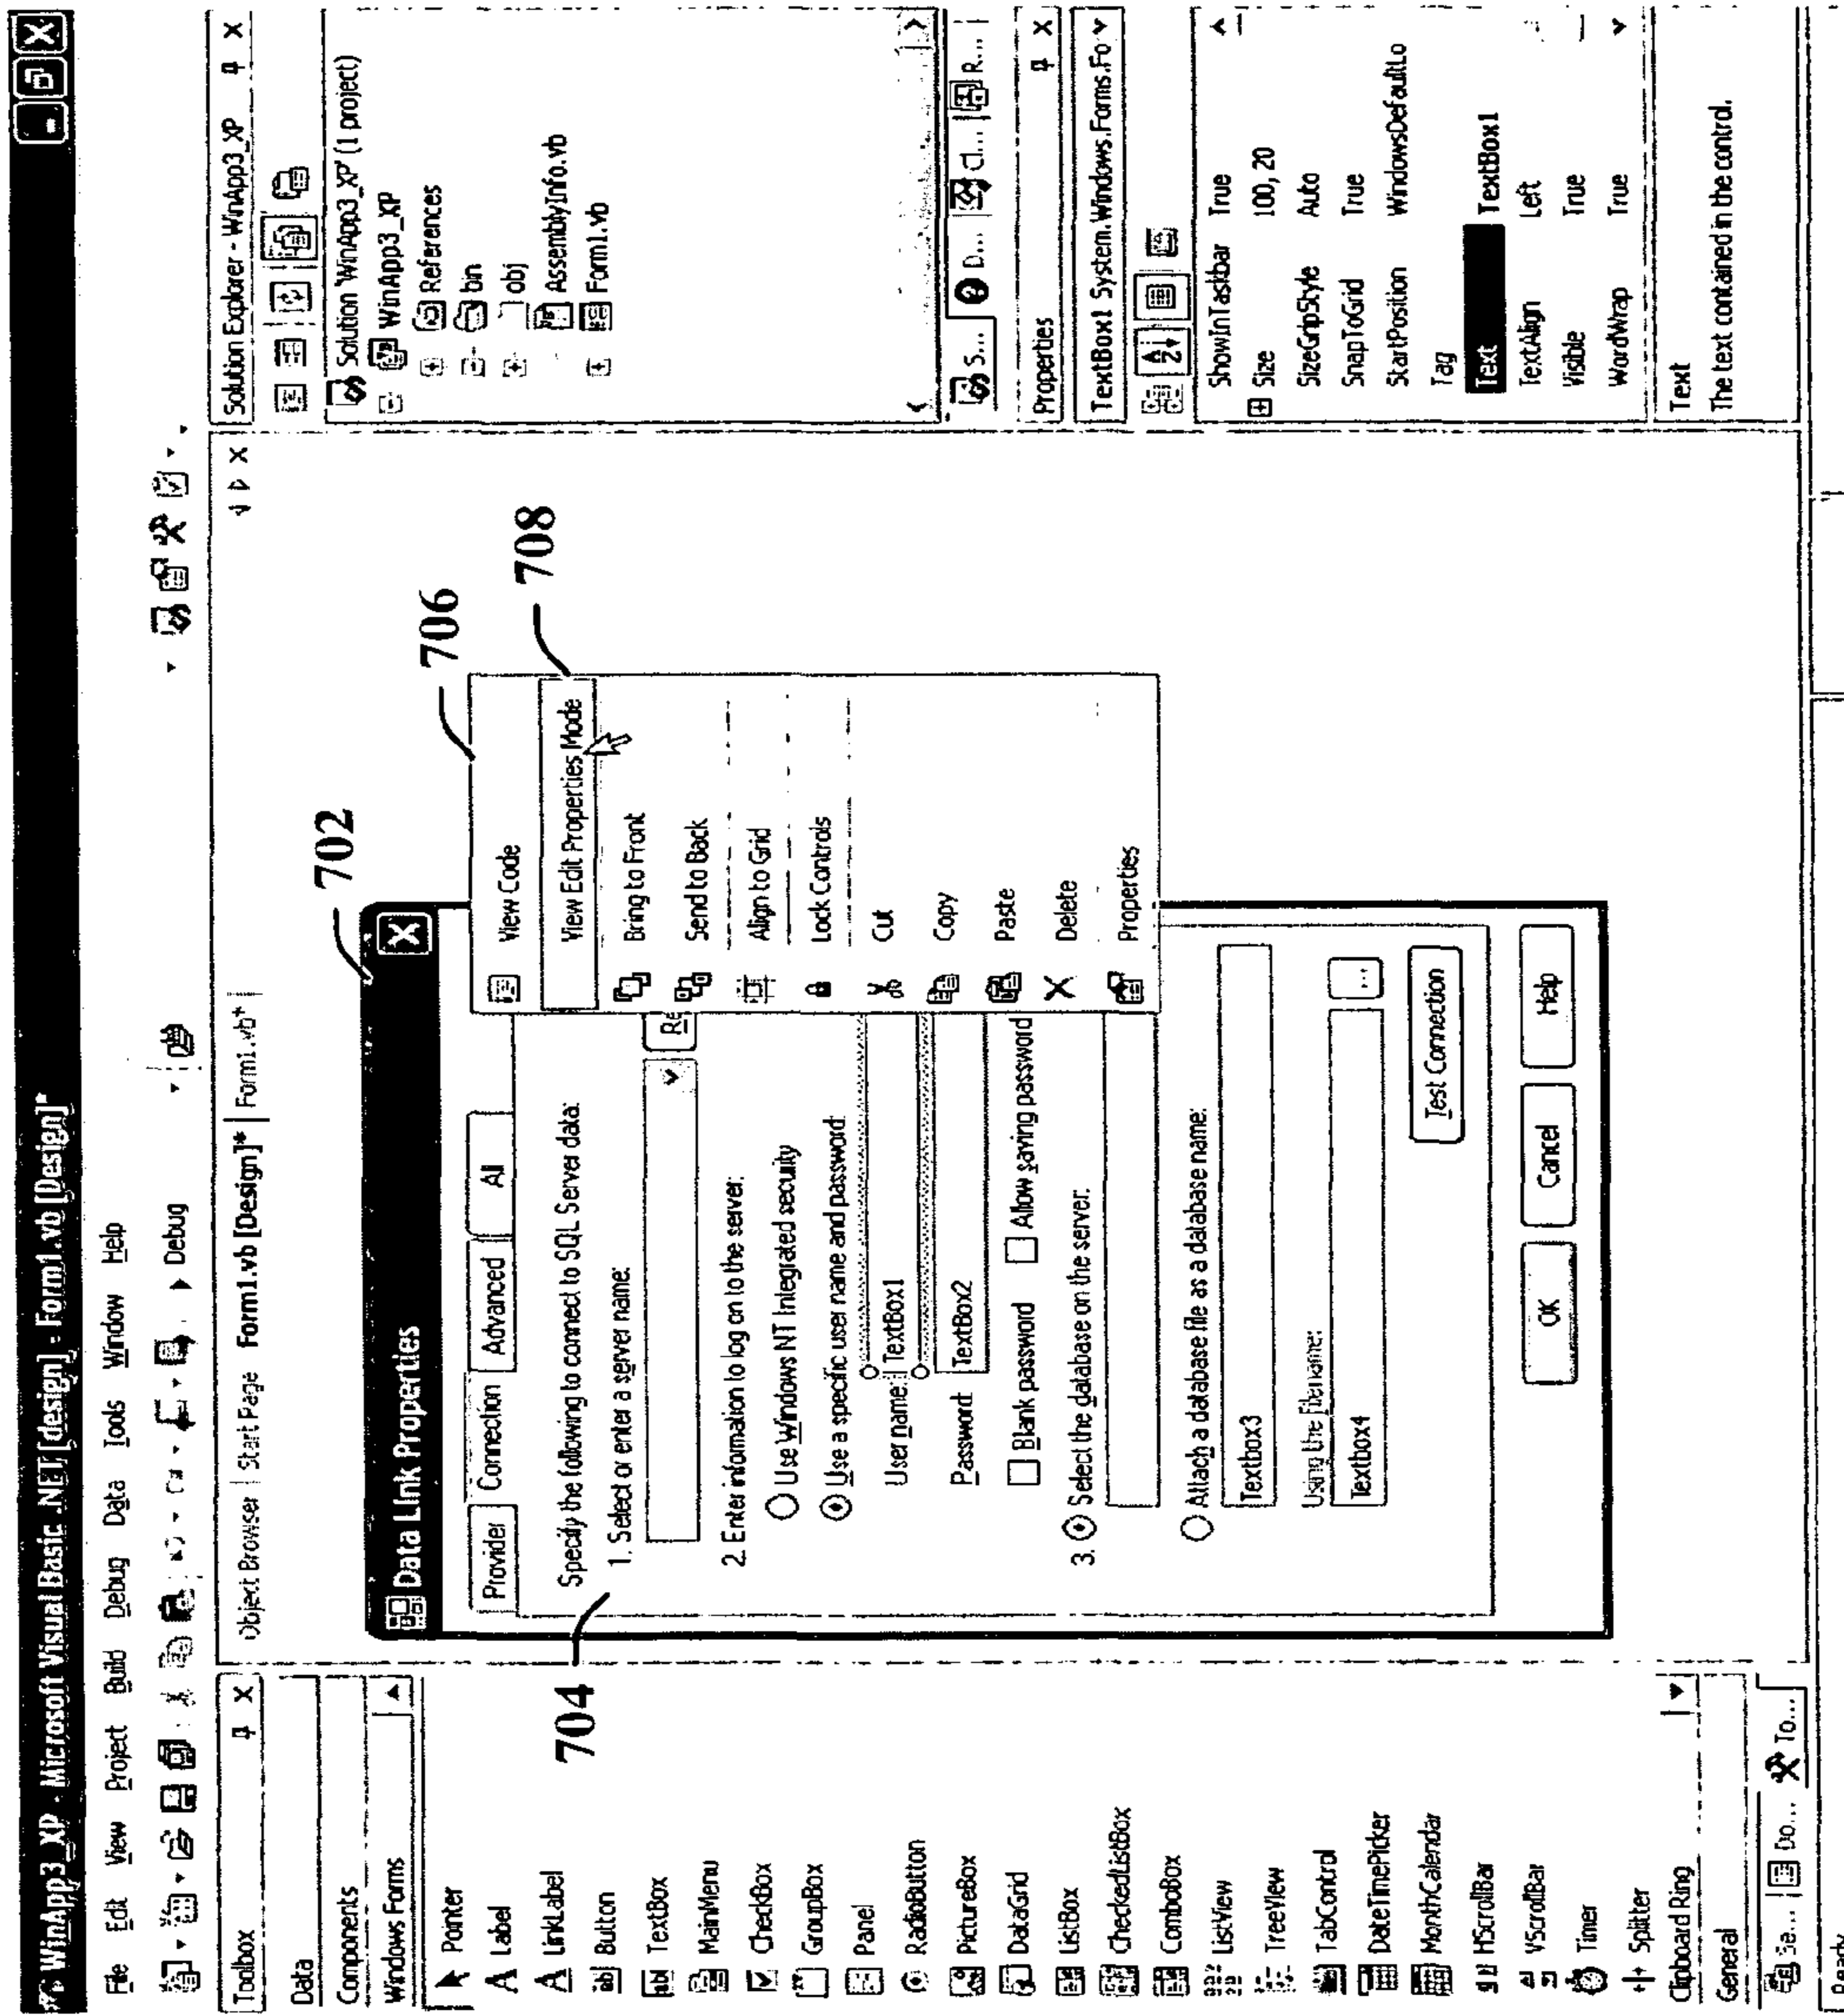 WinApp3_XP - Microsoft Visual Basic .NET [design] - Form1.vb [Design]*
File Edit View Project Build Debug Data Tools Window Help
Debug
Toolbox
Data
Components
Windows Forms
Pointer
Label
LinkLabel
Button
TextBox
MainMenu
CheckBox
GroupBox
Panel
RadioButton
PictureBox
DataGrid
ListBox
CheckedListBox
ComboBox
ListView
TreeView
TabControl
DateTimePicker
MonthCalendar
HScrollBar
VScrollBar
Timer
Splitter
Clipboard Ring
General
Se... Do... To...
Ready
Object Browser Start Page Form1.vb [Design]* Form1.vb*
702
704
706
708
Data Link Properties
Provider Connection Advanced All
Specify the following to connect to SQL Server data:
1. Select or enter a server name:
Re
2. Enter information to log on to the server:
Use Windows NT Integrated security
Use a specific user name and password:
User name: TextBox1
Password TextBox2
Blank password Allow saving password
3. Select the database on the server:
Attach a database file as a database name:
Textbox3
Using the filename:
Textbox4
...
Test Connection
OK Cancel Help
View Code
View Edit Properties Mode
Bring to Front
Send to Back
Align to Grid
Lock Controls
Cut
Copy
Paste
Delete
Properties
Solution Explorer - WinApp3_XP
Solution 'WinApp3_XP' (1 project)
WinApp3_XP
References
bin
obj
AssemblyInfo.vb
Form1.vb
S... D... Cl... R...
Properties
TextBox1 System.Windows.Forms.Fo
ShowInTaskbar True
Size 100, 20
SizeGripStyle Auto
SnapToGrid True
StartPosition WindowsDefaultLo
Tag
Text TextBox1
TextAlign Left
Visible True
WordWrap True
Text
The text contained in the control.